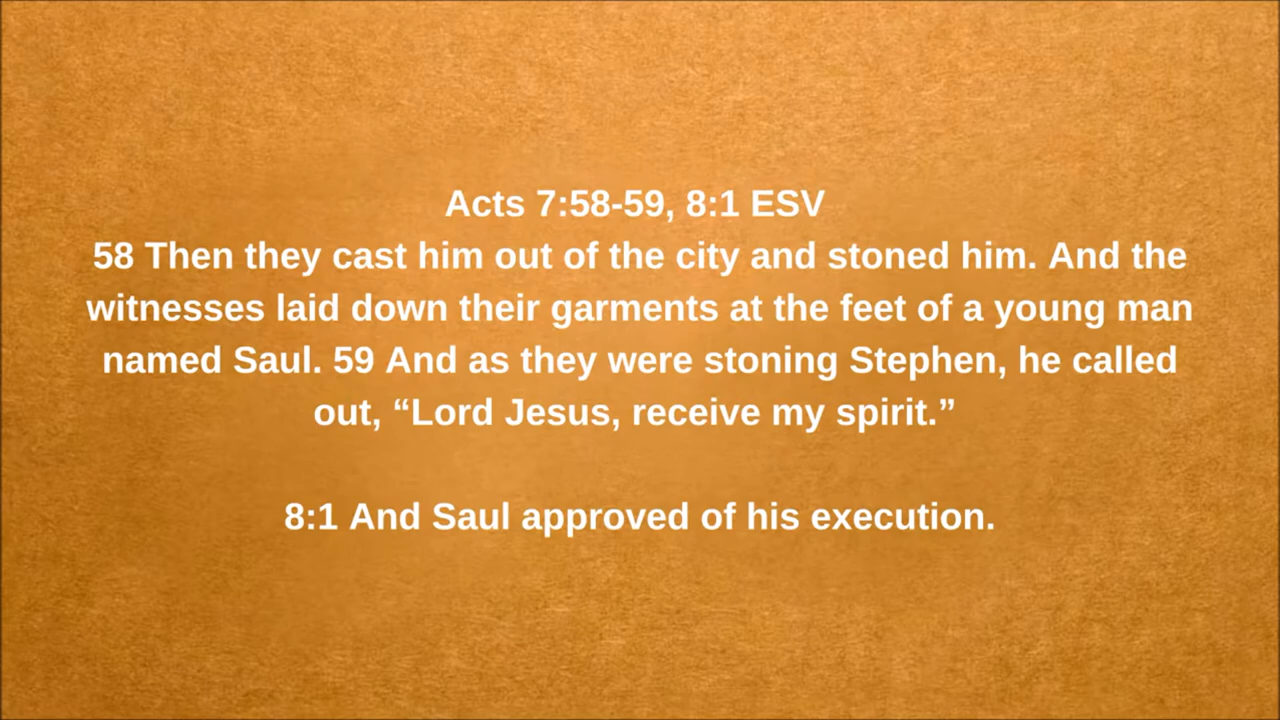 Acts 7:58-59, 8:1 ESV
58 Then they cast him out of the city and stoned him. And the
witnesses laid down their garments at the feet of a young man
named Saul. 59 And as they were stoning Stephen, he called
out, “Lord Jesus, receive my spirit.”
8:1 And Saul approved of his execution.